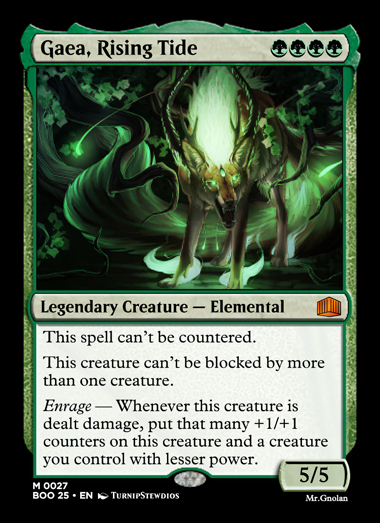 Gaea, Rising Tide
Legendary Creature — Elemental
This spell can't be countered.
This creature can't be blocked by more
than one creature.
Enrage — Whenever this creature is
dealt damage, put that many +1/+1
counters on this creature and a creature
you control with lesser power.
5/5
M 0027
BOO 25 • EN TurnipStewdios
Mr.Gnolan